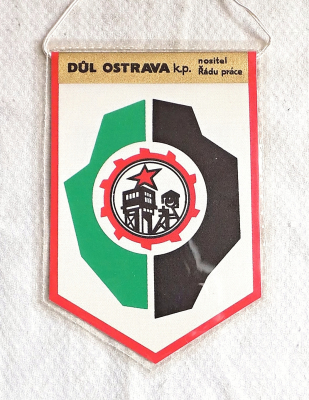 DŮL OSTRAVA k.p. nositel
Řádu práce